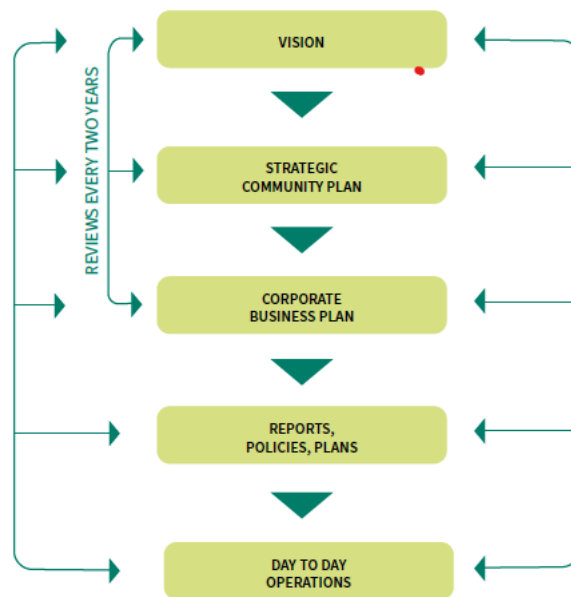 VISION
REVIEWS EVERY TWO YEARS
STRATEGIC
COMMUNITY PLAN
CORPORATE
BUSINESS PLAN
REPORTS,
POLICIES, PLANS
DAY TO DAY
OPERATIONS